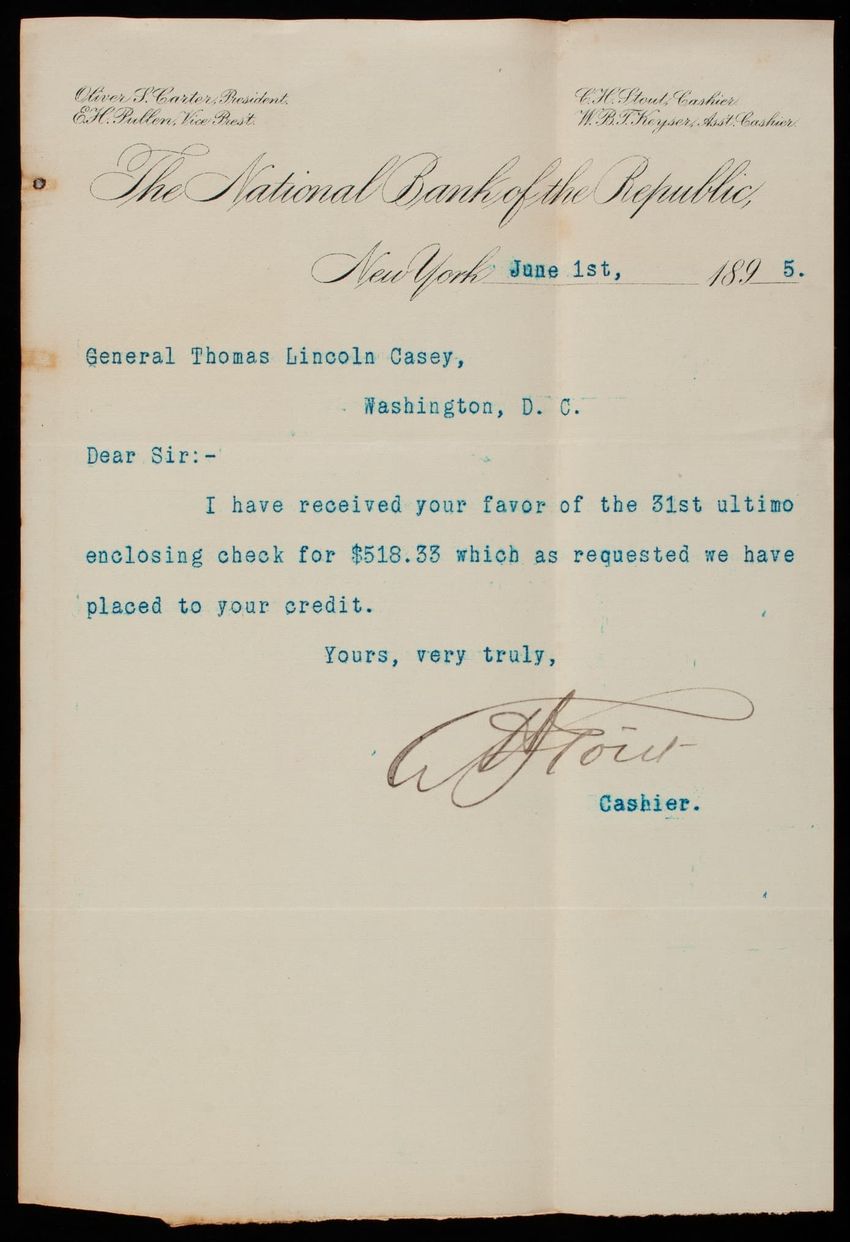 Oliver S. Carter, President.
E.H. Pullen, Vice Prest.
C.H. Stout, Cashier.
W.B.T. Keyser, Asst. Cashier.
The National Bank of the Republic,
New York June 1st, 1895.
General Thomas Lincoln Casey,
Washington, D. C.
Dear Sir:-
I have received your favor of the 31st ultimo
enclosing check for $518.33 which as requested we have
placed to your credit.
Yours, very truly,
C H Stout
Cashier.